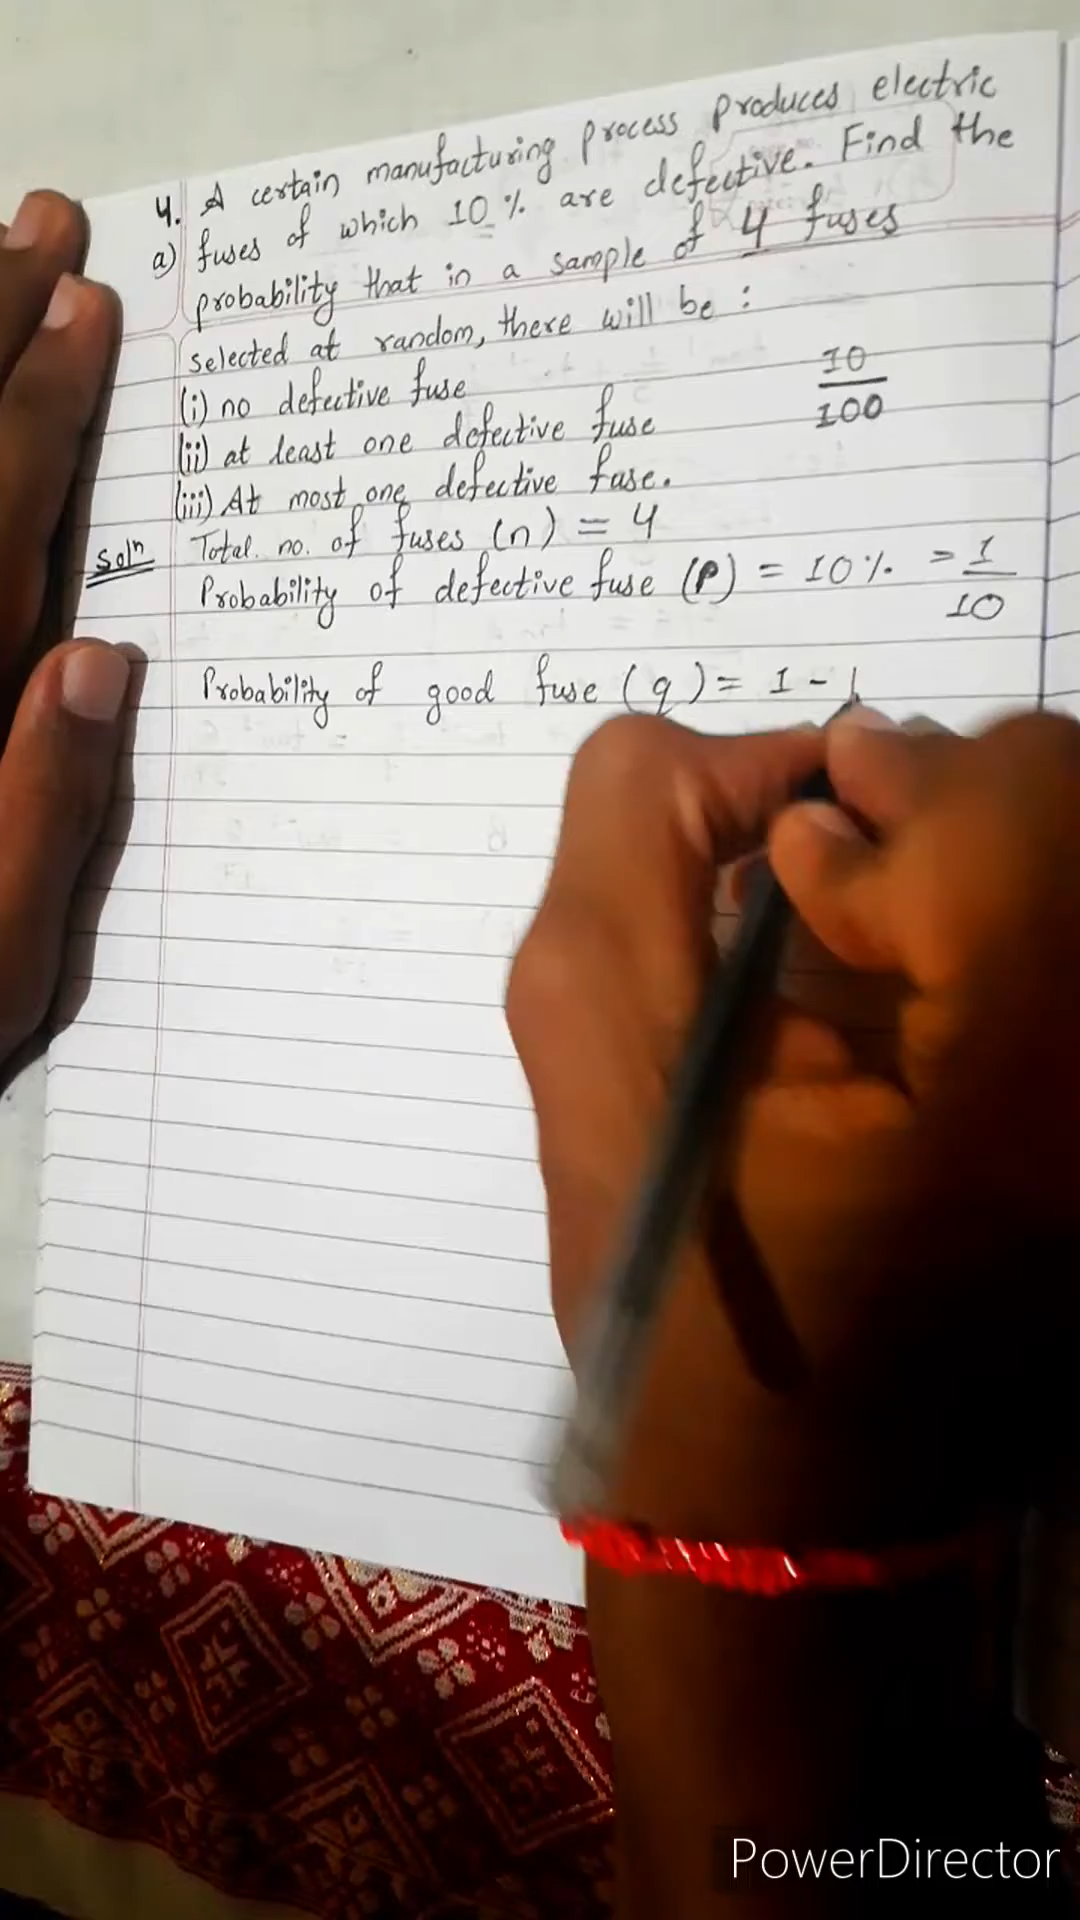 4. A certain manufacturing process produces electric
a) fuses of which 10 % are defective. Find the
probability that in a sample of 4 fuses
selected at random, there will be :
(i) no defective fuse
(ii) at least one defective fuse
(iii) At most one defective fuse.
10
100
Soln Total. no. of fuses (n) = 4
Probability of defective fuse (p) = 10% = 1
10
Probability of good fuse (q) = 1 -
PowerDirector